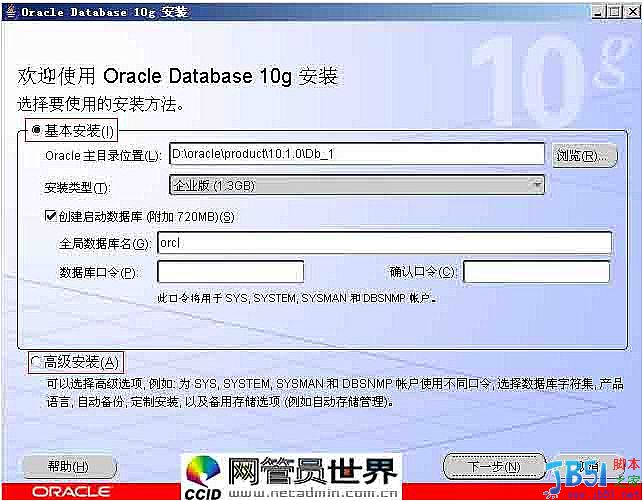 Oracle Database 10g 安装
10g
欢迎使用 Oracle Database 10g 安装
选择要使用的安装方法。
基本安装(I)
Oracle 主目录位置(L): D:\oracle\product\10.1.0\Db_1 浏览(R)...
安装类型(T): 企业版 (1.3GB)
创建启动数据库 (附加 720MB)(S)
全局数据库名(G): orcl
数据库口令(P): 确认口令(C):
此口令将用于 SYS, SYSTEM, SYSMAN 和 DBSNMP 帐户。
高级安装(A)
可以选择高级选项, 例如: 为 SYS, SYSTEM, SYSMAN 和 DBSNMP 帐户使用不同口令, 选择数据库字符集, 产品
语言, 自动备份, 定制安装, 以及备用存储选项 (例如自动存储管理)。
帮助(H) 下一步(N) 取消
ORACLE
CCID 网管员世界
www.netadmin.com.cn
JB51 脚本